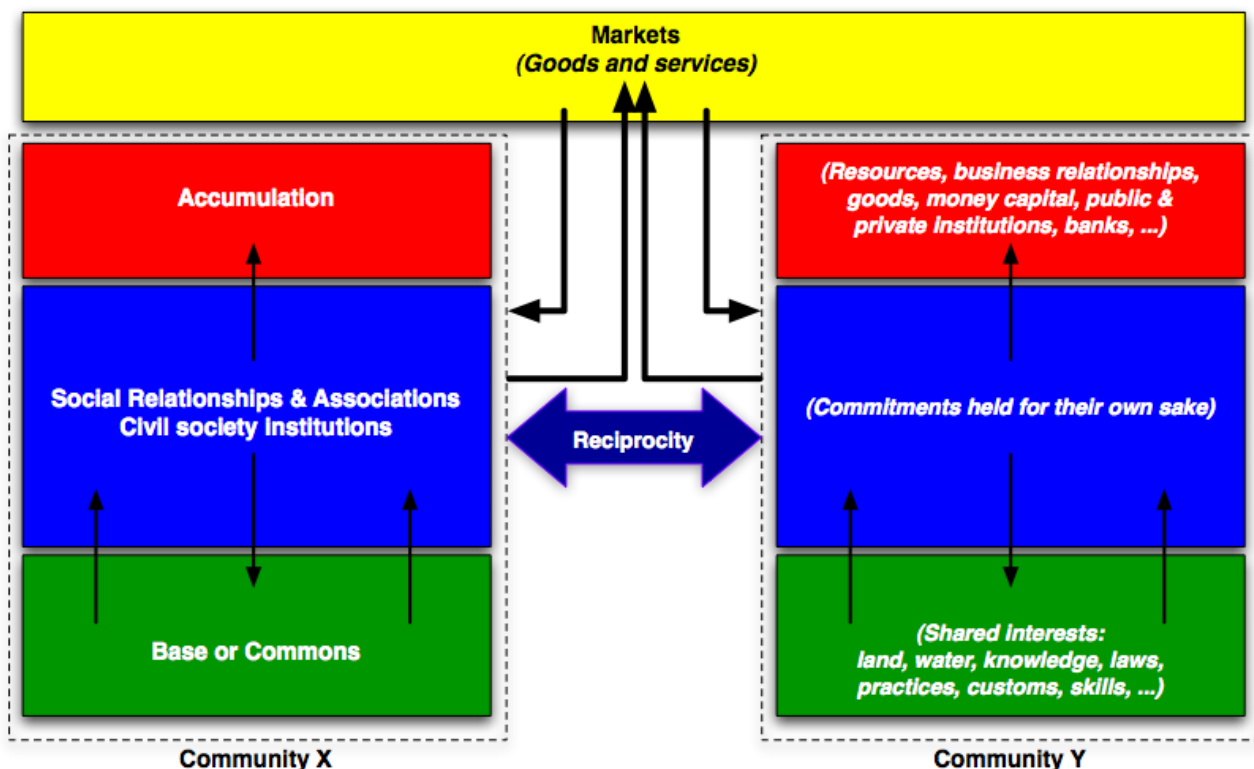 Markets
(Goods and services)
Accumulation
(Resources, business relationships,
goods, money capital, public &
private institutions, banks, ...)
Social Relationships & Associations
Civil society institutions
Reciprocity
(Commitments held for their own sake)
Base or Commons
(Shared interests:
land, water, knowledge, laws,
practices, customs, skills, ...)
Community X
Community Y